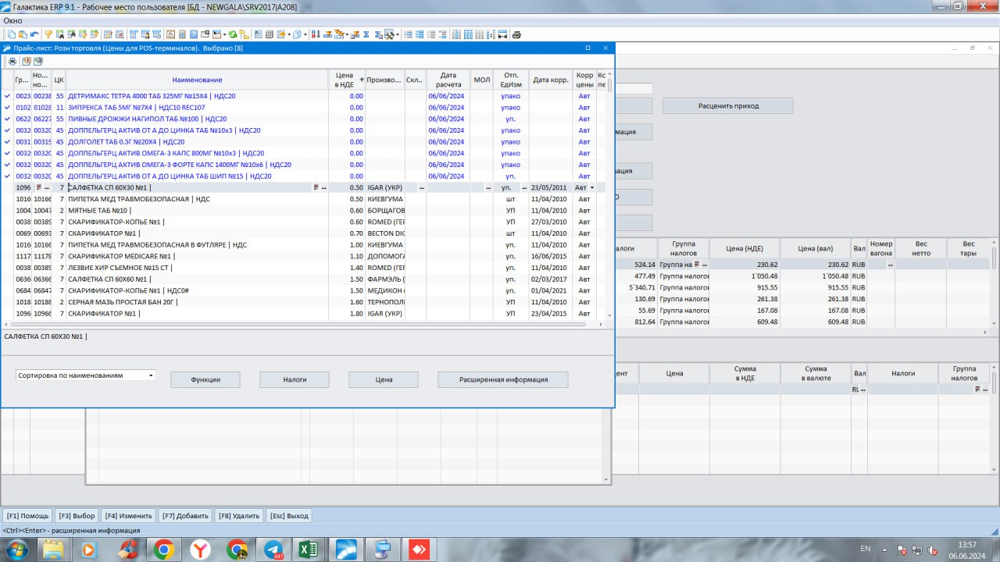 Галактика ERP 9.1 - Рабочее место пользователя [БД - NEWGALA\SRV2017|A208]
Окно
Прайс-лист: Розн торговля (Цены для POS-терминалов). Выбрано [8]
Гр... Но... но... ЦК Наименование Цена в НДЕ Произво... Скл... Дата расчета МОЛ Отп. ЕдИзм Дата корр. Корр цены
55 ДЕТРИМАКС ТЕТРА 4000 ТАБ 325МГ №15Х4 | НДС20 0.00 06/06/2024 упако Авт
0102 01028 11 ЗИПРЕКСА ТАБ 5МГ №7Х4 | НДС10 REC107 0.00 06/06/2024 упако Авт
0622 06227 55 ПИВНЫЕ ДРОЖЖИ НАГИПОЛ ТАБ №100 | НДС20 0.00 06/06/2024 уп. Авт
0032 00320 45 ДОППЕЛЬГЕРЦ АКТИВ ОТ А ДО ЦИНКА ТАБ №10х3 | НДС20 0.00 06/06/2024 упако Авт
0031 00319 45 ДОЛГОЛЕТ ТАБ 0.5Г №20Х4 | НДС20 0.00 06/06/2024 упако Авт
0032 00320 45 ДОППЕЛЬГЕРЦ АКТИВ ОМЕГА-3 КАПС 800МГ №10х3 | НДС20 0.00 06/06/2024 упако Авт
0032 00320 45 ДОППЕЛЬГЕРЦ АКТИВ ОМЕГА-3 ФОРТЕ КАПС 1400МГ №10х6 | НДС20 0.00 06/06/2024 упако Авт
0032 00320 45 ДОППЕЛЬГЕРЦ АКТИВ ОТ А ДО ЦИНКА ТАБ ШИП №15 | НДС20 0.00 06/06/2024 уп. Авт
1096 ... 7 САЛФЕТКА СП 60Х30 №1 | ... 0.50 IGAR (УКР) ... ... уп. ... 23/05/2011 Авт
1016 10166 7 ПИПЕТКА МЕД ТРАВМОБЕЗОПАСНАЯ | НДС 0.50 КИЕВГУМА шт 11/04/2010 Авт
1004 10047 2 МЯТНЫЕ ТАБ №10 | 0.60 БОРЩАГОВ УП 11/04/2010 Авт
0038 00389 7 СКАРИФИКАТОР-КОПЬЕ №1 | 0.60 ROMED (ГЕР УП 27/03/2010 Авт
0069 00693 7 СКАРИФИКАТОР №1 | 0.70 BECTON DIC шт 11/04/2010 Авт
1016 10166 7 ПИПЕТКА МЕД ТРАВМОБЕЗОПАСНАЯ В ФУТЛЯРЕ | НДС 1.00 КИЕВГУМА уп. 11/04/2010 Авт
1117 11178 7 СКАРИФИКАТОР MEDICARE №1 | 1.10 ДОПОМОГА уп. 16/06/2015 Авт
0038 00389 7 ЛЕЗВИЕ ХИР СЪЕМНОЕ №15 СТ | 1.40 ROMED (ГЕР уп. 11/04/2010 Авт
0636 06366 7 САЛФЕТКА СП 60Х60 №1 | 1.50 ФАРМЭЛЬ ( уп. 02/03/2017 Авт
0684 06847 7 СКАРИФИКАТОР-КОПЬЕ №1 | НДС0# 1.50 МЕДИКОН уп. 01/04/2021 Авт
1018 10188 2 СЕРНАЯ МАЗЬ ПРОСТАЯ БАН 20Г | 1.60 ТЕРНОПОЛ УП 11/04/2010 Авт
1096 10966 7 СКАРИФИКАТОР №1 | 1.80 IGAR (УКР) УП 23/04/2015 Авт
САЛФЕТКА СП 60Х30 №1 |
Сортировка по наименованиям Функции Налоги Цена Расширенная информация
Расценить приход
мация
ация
О
алоги Группа налогов Цена (НДЕ) Цена (вал) Вал Номер вагона Вес нетто Вес тары
524.14 Группа на ... 230.62 230.62 RUB ...
477.49 Группа налогов 1`050.48 1`050.48 RUB
5`340.71 Группа налогов 915.55 915.55 RUB
130.69 Группа налогов 261.38 261.38 RUB
55.69 Группа налогов 167.08 167.08 RUB
812.64 Группа налогов 609.48 609.48 RUB
ент Цена Сумма в НДЕ Сумма в валюте Вал Налоги Группа налогов
RU ... ...
[F1] Помощь [F3] Выбор [F4] Изменить [F7] Добавить [F8] Удалить [Esc] Выход
<Ctrl><Enter> - расширенная информация
447
EN 13:57
06.06.2024